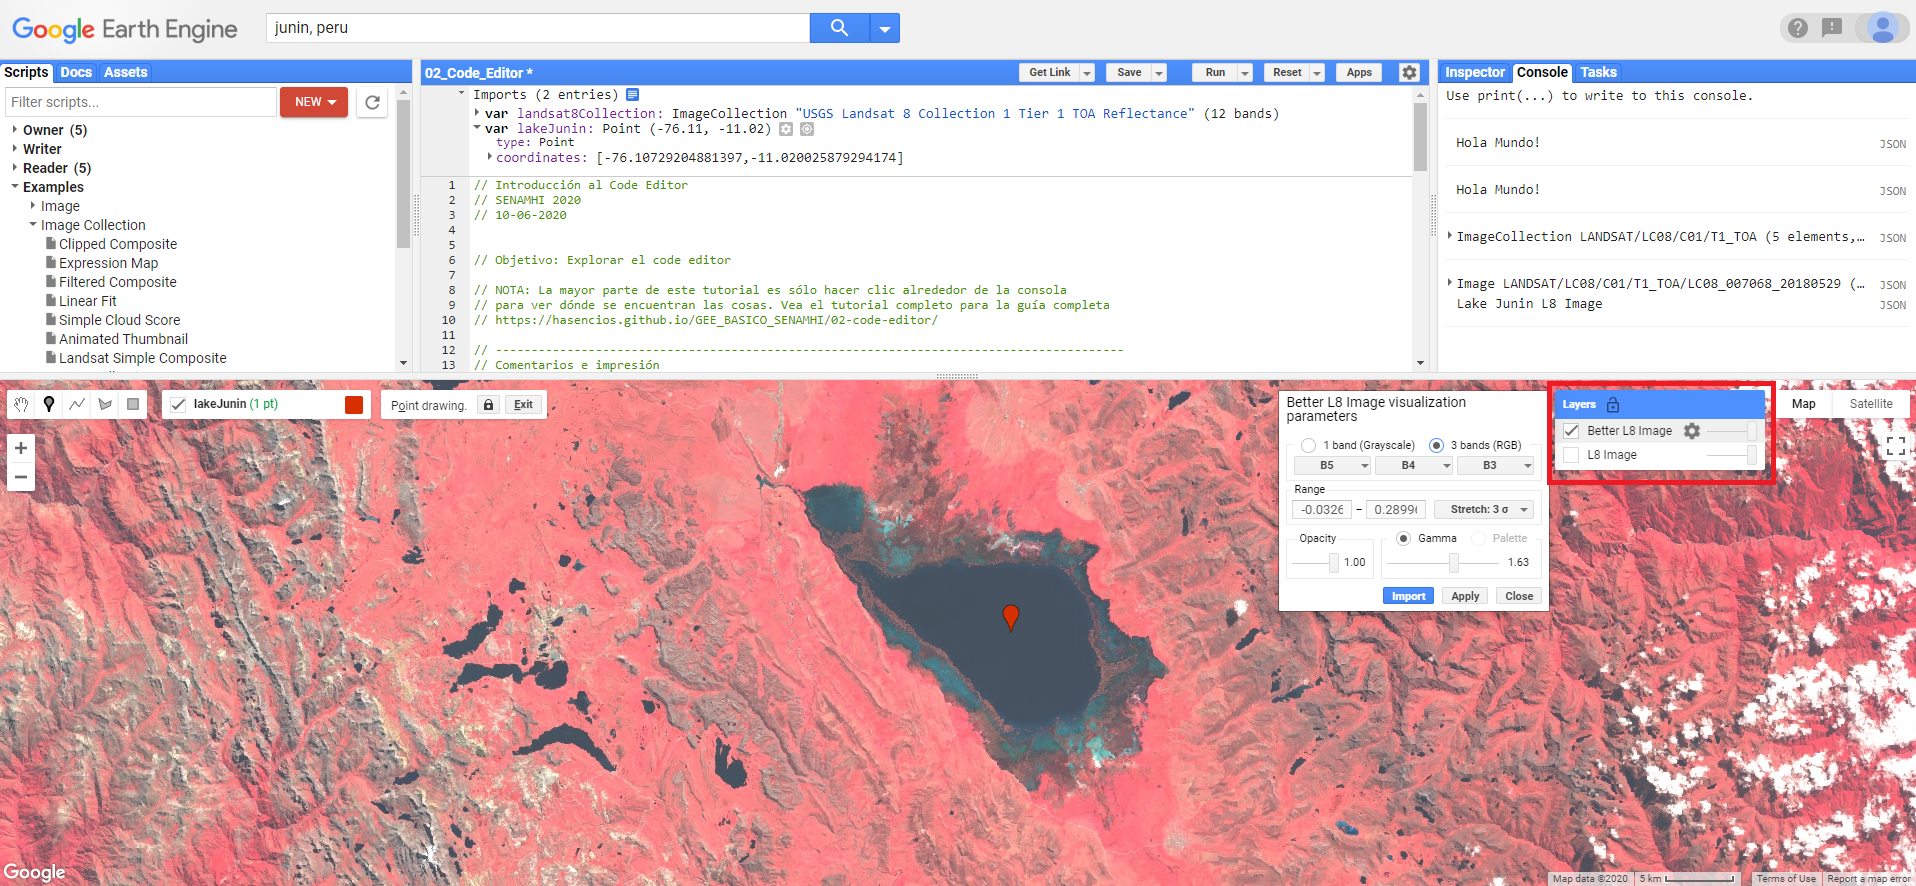 Google Earth Engine
junin, peru
Scripts Docs Assets
Filter scripts...
NEW
Owner (5)
Writer
Reader (5)
Examples
Image
Image Collection
Clipped Composite
Expression Map
Filtered Composite
Linear Fit
Simple Cloud Score
Animated Thumbnail
Landsat Simple Composite
02_Code_Editor *
Get Link Save Run Reset Apps
Imports (2 entries)
var landsat8Collection: ImageCollection "USGS Landsat 8 Collection 1 Tier 1 TOA Reflectance" (12 bands)
var lakeJunin: Point (-76.11, -11.02)
type: Point
coordinates: [-76.10729204881397,-11.020025879294174]
1 // Introducción al Code Editor
2 // SENAMHI 2020
3 // 10-06-2020
4
5
6 // Objetivo: Explorar el code editor
7
8 // NOTA: La mayor parte de este tutorial es sólo hacer clic alrededor de la consola
9 // para ver dónde se encuentran las cosas. Vea el tutorial completo para la guía completa
10 // https://hasencios.github.io/GEE_BASICO_SENAMHI/02-code-editor/
11
12 // ----------------------------------------------------------------------------------------
13 // Comentarios e impresión
Inspector Console Tasks
Use print(...) to write to this console.
Hola Mundo! JSON
Hola Mundo! JSON
ImageCollection LANDSAT/LC08/C01/T1_TOA (5 elements,... JSON
Image LANDSAT/LC08/C01/T1_TOA/LC08_007068_20180529 (... JSON
Lake Junin L8 Image JSON
lakeJunin (1 pt)
Point drawing. Exit
+
−
Better L8 Image visualization
parameters
1 band (Grayscale) 3 bands (RGB)
B5 B4 B3
Range
-0.0326 – 0.2899 Stretch: 3 σ
Opacity
1.00
Gamma Palette
1.63
Import Apply Close
Layers
Better L8 Image
L8 Image
Map Satellite
Google
Map data ©2020 5 km Terms of Use Report a map error